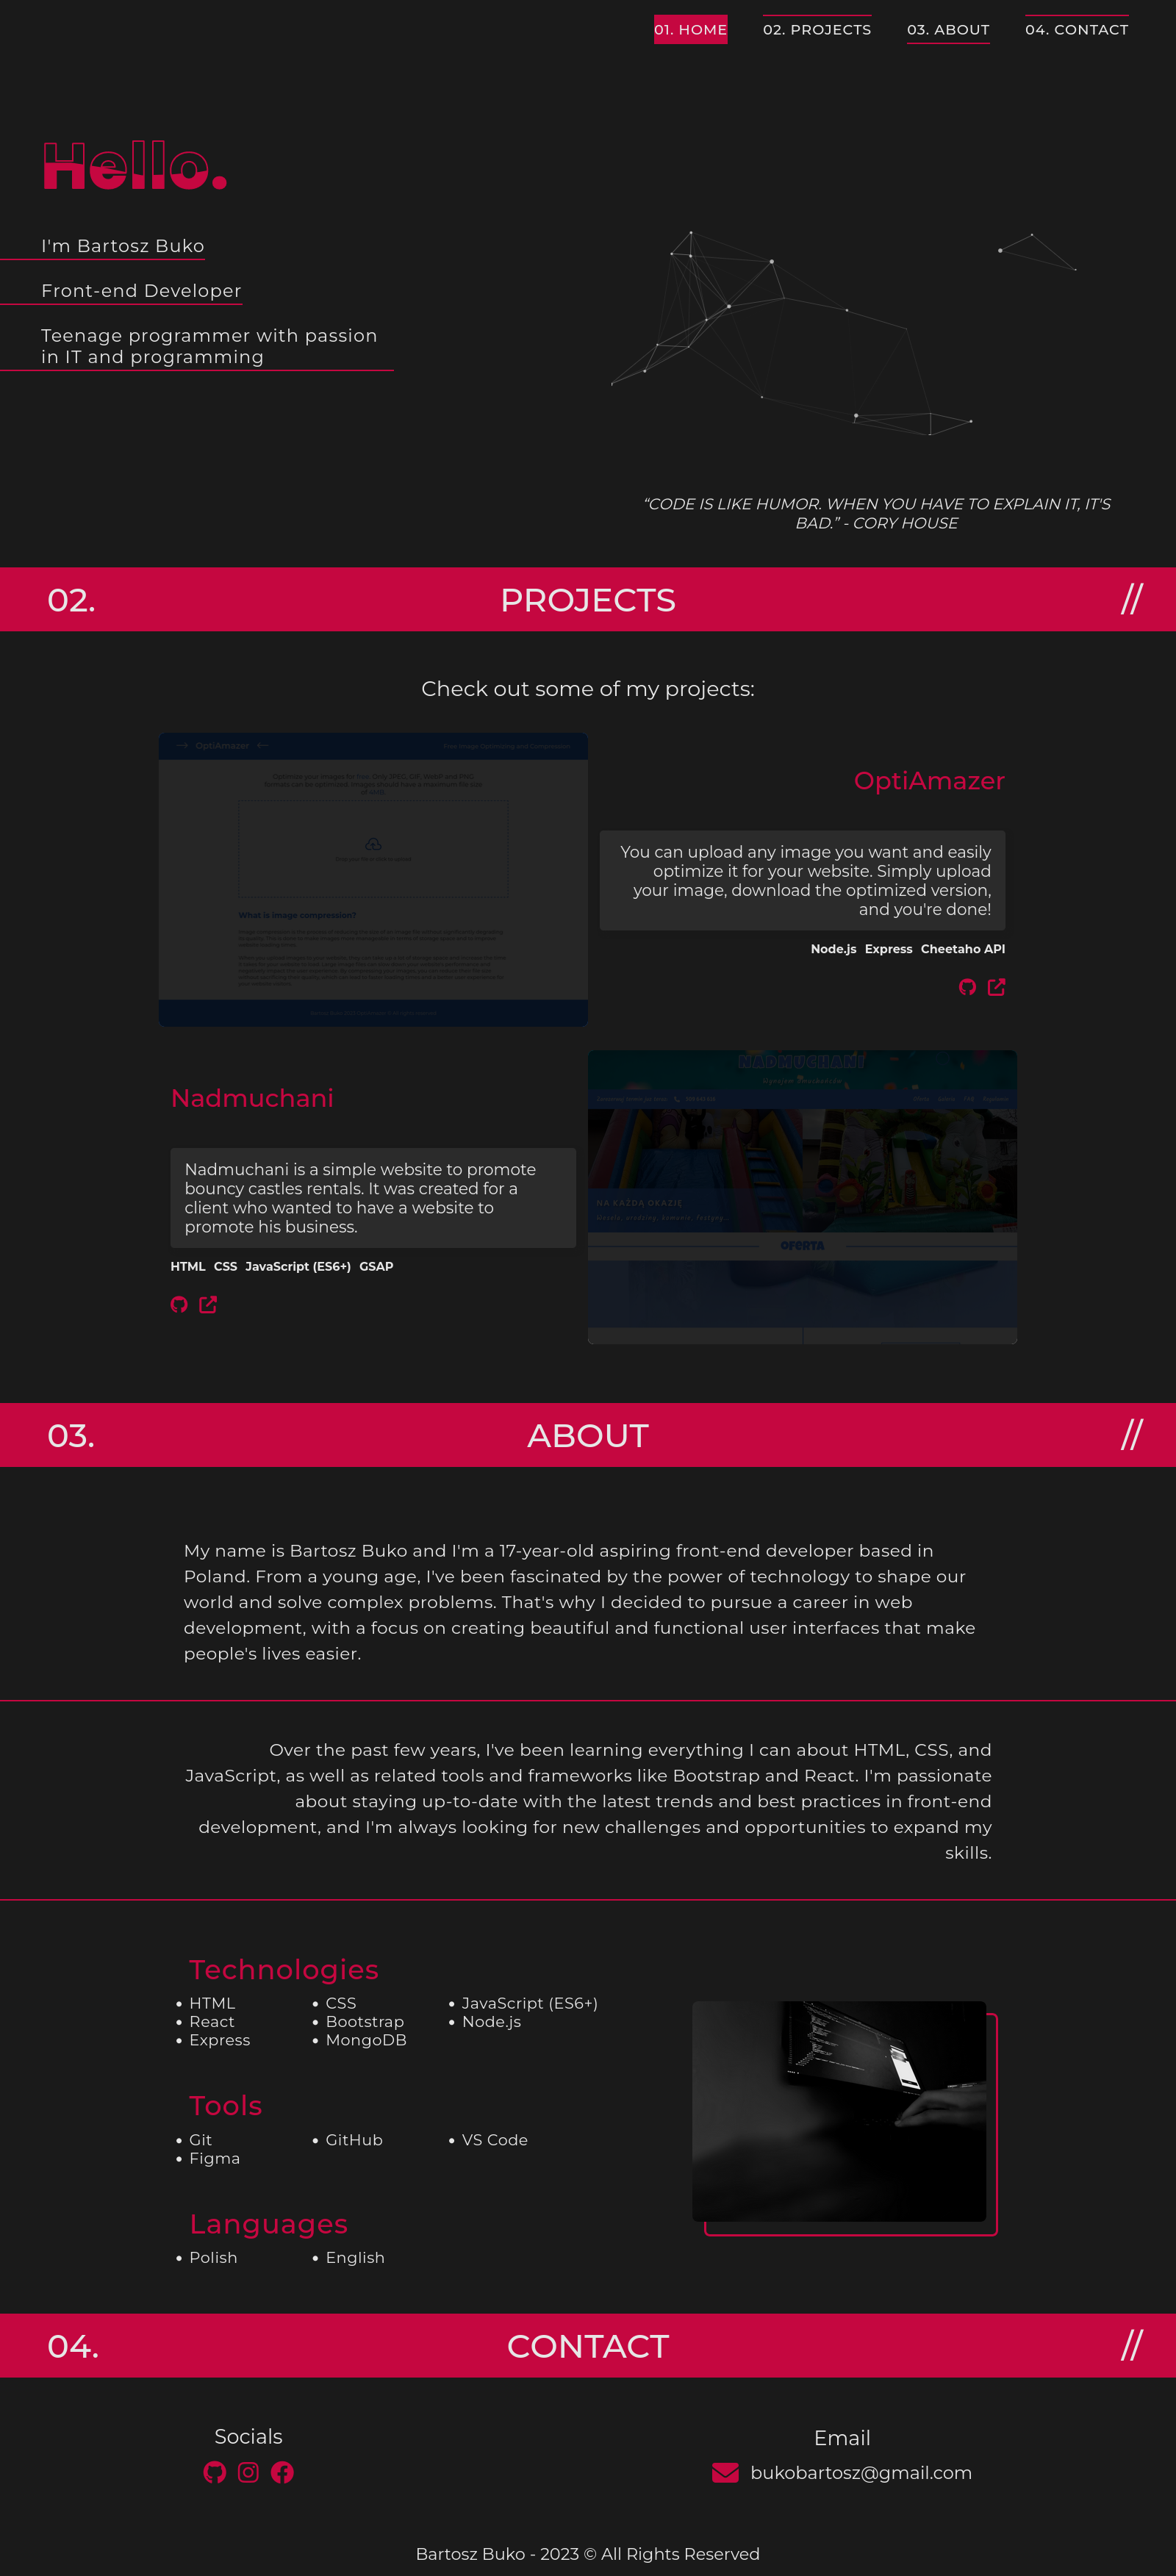 01. HOME
02. PROJECTS
03. ABOUT
04. CONTACT
Hello.
I'm Bartosz Buko
Front-end Developer
Teenage programmer with passion
in IT and programming
“CODE IS LIKE HUMOR. WHEN YOU HAVE TO EXPLAIN IT, IT'S
BAD.” - CORY HOUSE
02.
PROJECTS
//
Check out some of my projects:
OptiAmazer
What is image compression?
OptiAmazer
You can upload any image you want and easily
optimize it for your website. Simply upload
your image, download the optimized version,
and you're done!
Node.js Express Cheetaho API
Nadmuchani
Nadmuchani is a simple website to promote
bouncy castles rentals. It was created for a
client who wanted to have a website to
promote his business.
HTML CSS JavaScript (ES6+) GSAP
NADMUCHANI
NA KAŻDĄ OKAZJĘ
OFERTA
03.
ABOUT
//
My name is Bartosz Buko and I'm a 17-year-old aspiring front-end developer based in
Poland. From a young age, I've been fascinated by the power of technology to shape our
world and solve complex problems. That's why I decided to pursue a career in web
development, with a focus on creating beautiful and functional user interfaces that make
people's lives easier.
Over the past few years, I've been learning everything I can about HTML, CSS, and
JavaScript, as well as related tools and frameworks like Bootstrap and React. I'm passionate
about staying up-to-date with the latest trends and best practices in front-end
development, and I'm always looking for new challenges and opportunities to expand my
skills.
Technologies
HTML
CSS
JavaScript (ES6+)
React
Bootstrap
Node.js
Express
MongoDB
Tools
Git
GitHub
VS Code
Figma
Languages
Polish
English
04.
CONTACT
//
Socials
Email
bukobartosz@gmail.com
Bartosz Buko - 2023 © All Rights Reserved